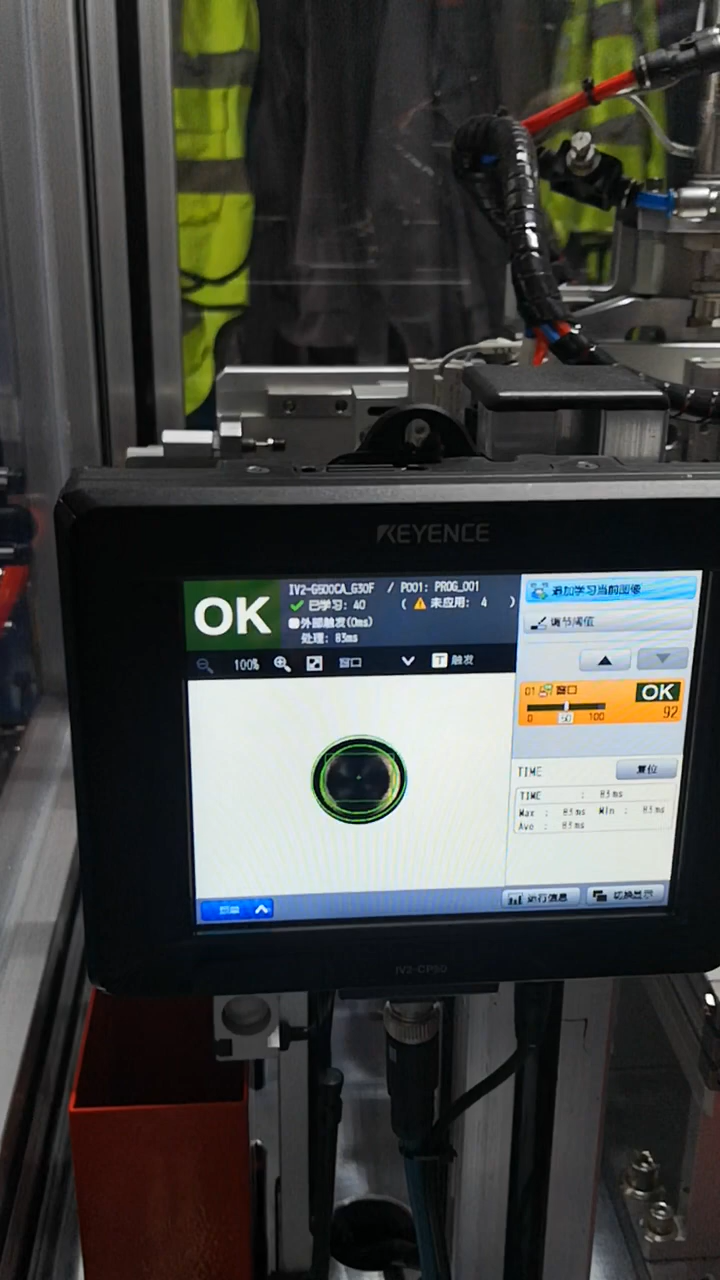 KEYENCE
OK
IV2-G500CA_G30F / P001: PROG_001
已学习: 40 ( 未应用: 4 )
外部触发(0ms)
处理: 83ms
追加学习当前图像
调节阈值
100% 窗口 T 触发
01 窗口 OK
92
0 50 100
TIME 复位
TIME : 83ms
Max : 83ms Min : 83ms
Ave : 83ms
运行信息 切换显示
IV2-CP50